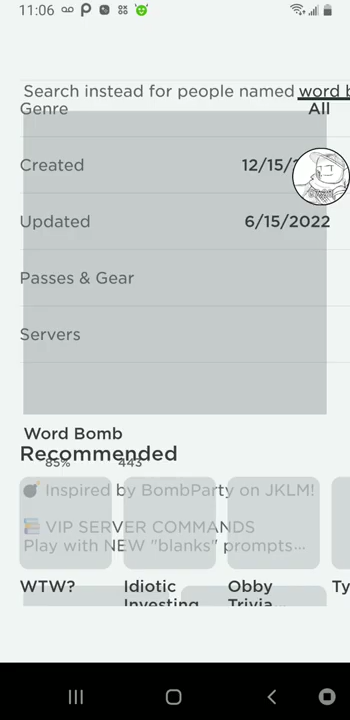 11:06
Search instead for people named word b
Genre All
Created 12/15/
Updated 6/15/2022
Passes & Gear
Servers
Word Bomb
Recommended
85% 443
Inspired by BombParty on JKLM!
VIP SERVER COMMANDS
Play with NEW "blanks" prompts...
WTW? Idiotic Obby Ty
Investing Trivia...